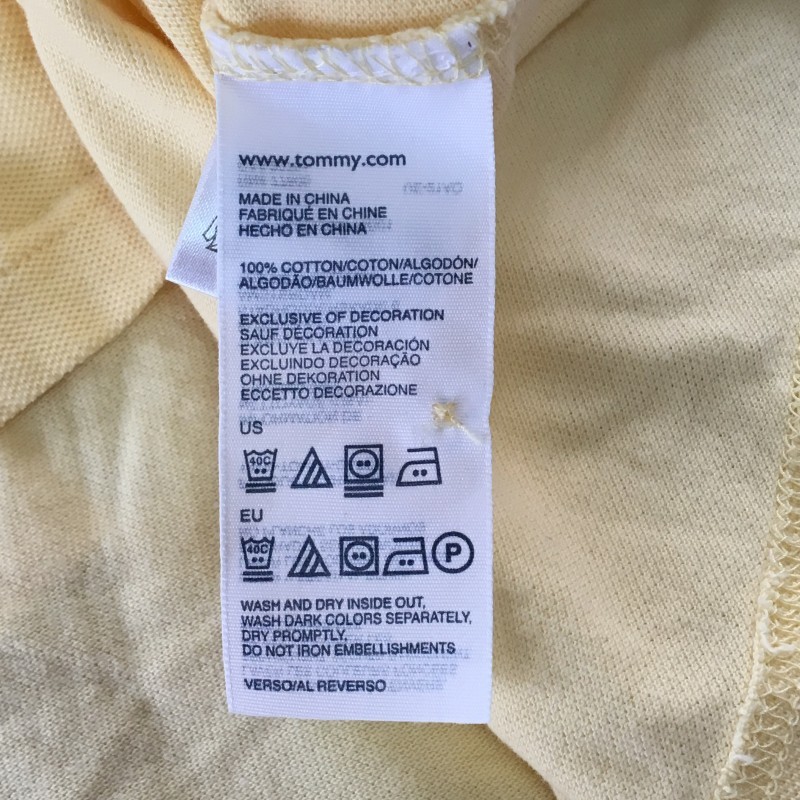 www.tommy.com
MADE IN CHINA
FABRIQUÉ EN CHINE
HECHO EN CHINA
100% COTTON/COTON/ALGODÓN/
ALGODÃO/BAUMWOLLE/COTONE
EXCLUSIVE OF DECORATION
SAUF DÉCORATION
EXCLUYE LA DECORACIÓN
EXCLUINDO DECORAÇÃO
OHNE DEKORATION
ECCETTO DECORAZIONE
US
40C
EU
40C P
WASH AND DRY INSIDE OUT,
WASH DARK COLORS SEPARATELY,
DRY PROMPTLY,
DO NOT IRON EMBELLISHMENTS
VERSO/AL REVERSO